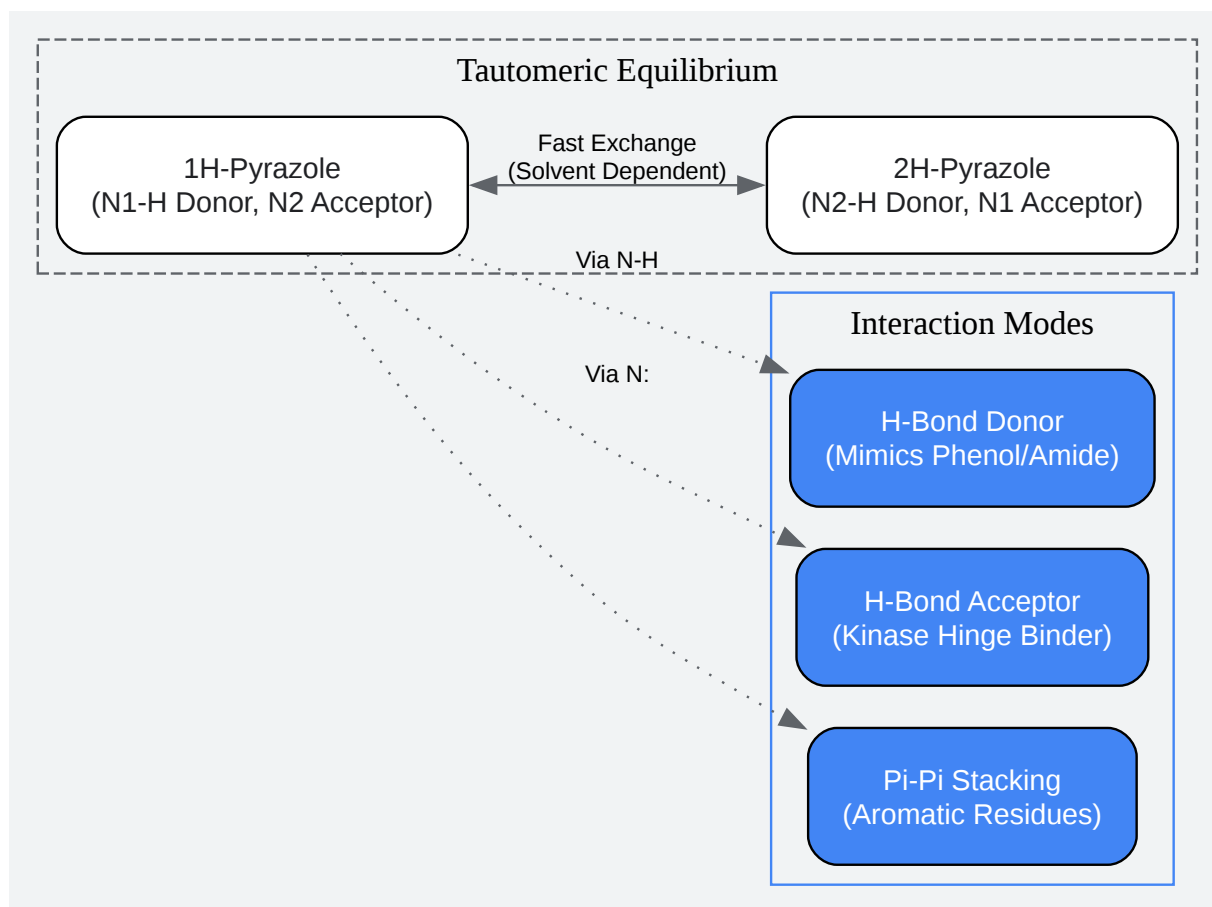 Tautomeric Equilibrium
1H-Pyrazole
(N1-H Donor, N2 Acceptor)
Fast Exchange
(Solvent Dependent)
2H-Pyrazole
(N2-H Donor, N1 Acceptor)
Via N-H
Interaction Modes
Via N:
H-Bond Donor
(Mimics Phenol/Amide)
H-Bond Acceptor
(Kinase Hinge Binder)
Pi-Pi Stacking
(Aromatic Residues)